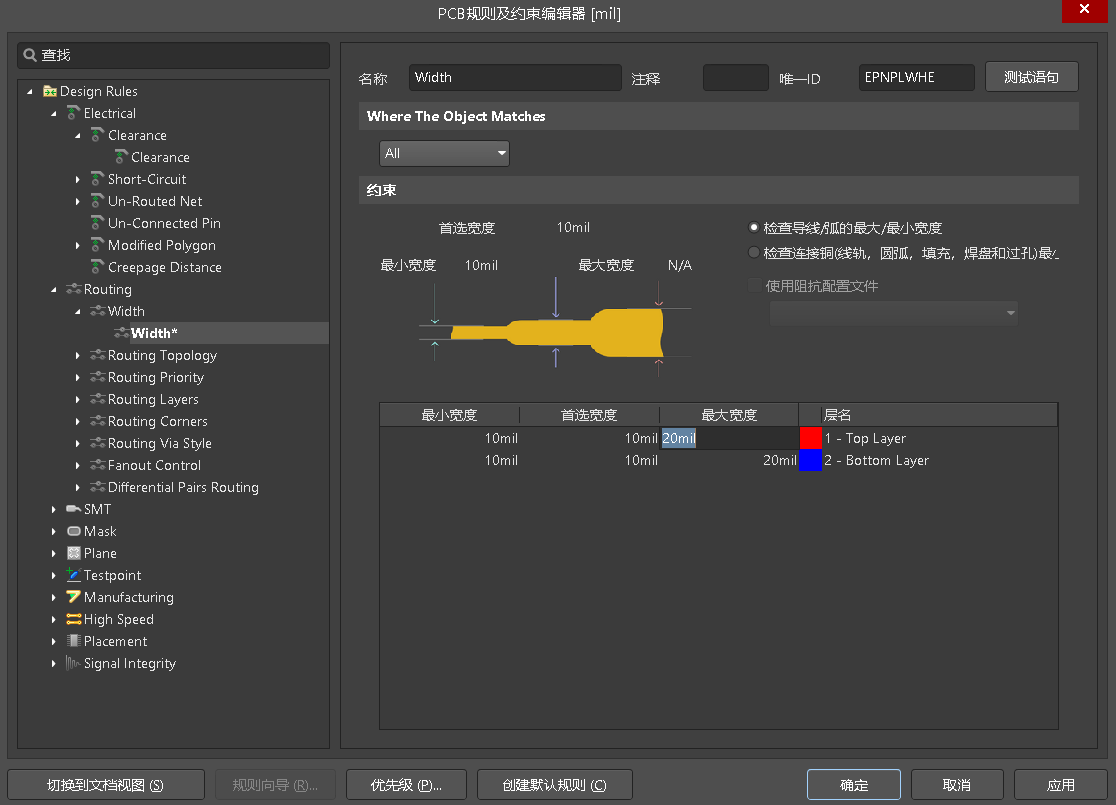 PCB规则及约束编辑器 [mil]
查找
Design Rules
Electrical
Clearance
Clearance
Short-Circuit
Un-Routed Net
Un-Connected Pin
Modified Polygon
Creepage Distance
Routing
Width
Width*
Routing Topology
Routing Priority
Routing Layers
Routing Corners
Routing Via Style
Fanout Control
Differential Pairs Routing
SMT
Mask
Plane
Testpoint
Manufacturing
High Speed
Placement
Signal Integrity
名称 Width 注释 唯一ID EPNPLWHE 测试语句
Where The Object Matches
All
约束
首选宽度 10mil
最小宽度 10mil 最大宽度 N/A
检查导线/弧的最大/最小宽度
检查连接铜(线轨，圆弧，填充，焊盘和过孔)最
使用阻抗配置文件
最小宽度 首选宽度 最大宽度 层名
10mil 10mil 20mil 1 - Top Layer
10mil 10mil 20mil 2 - Bottom Layer
切换到文档视图 (S) 规则向导 (R)... 优先级 (P)... 创建默认规则 (C) 确定 取消 应用